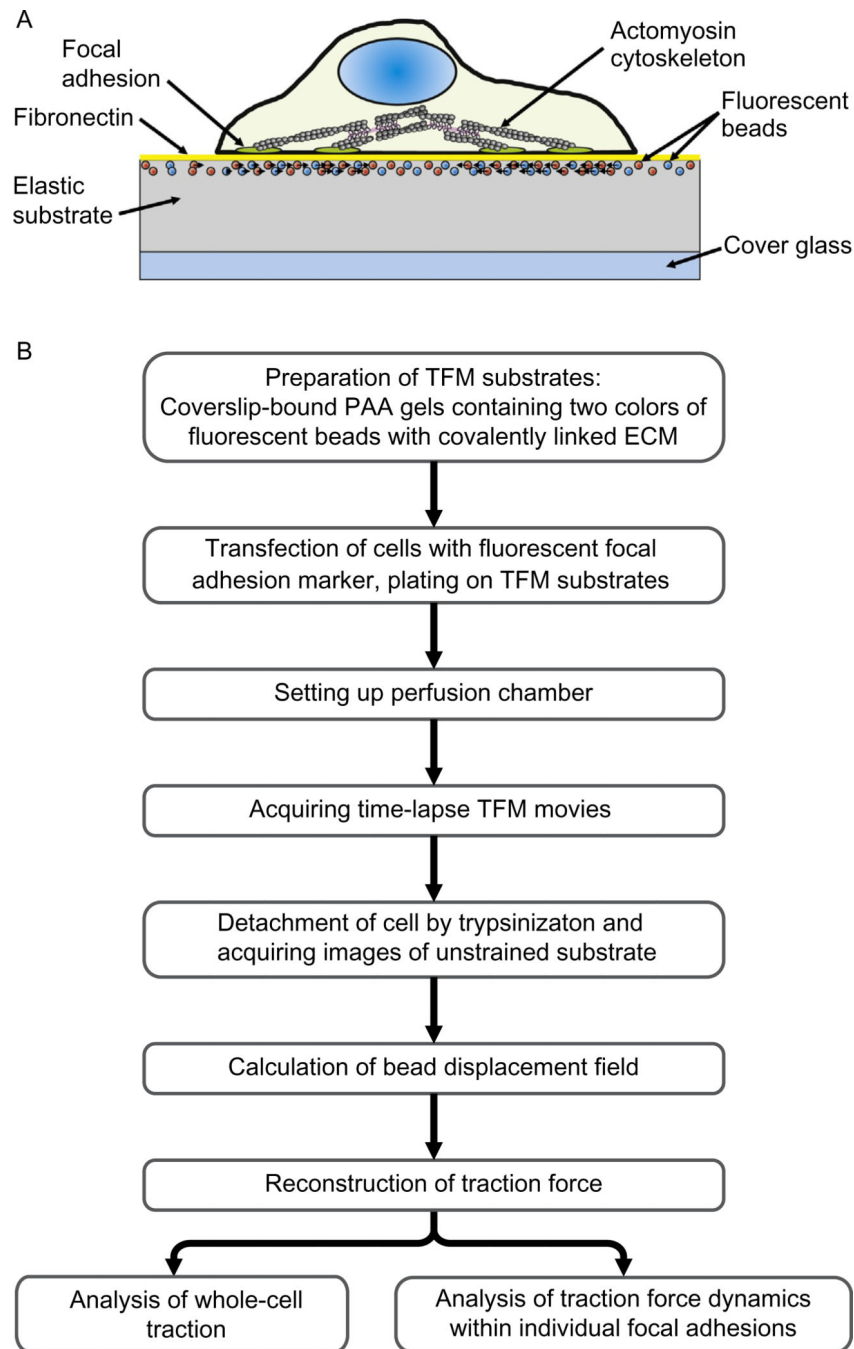 A
Focal
adhesion
Actomyosin
cytoskeleton
Fibronectin
Fluorescent
beads
Elastic
substrate
Cover glass
B
Preparation of TFM substrates:
Coverslip-bound PAA gels containing two colors of
fluorescent beads with covalently linked ECM
Transfection of cells with fluorescent focal
adhesion marker, plating on TFM substrates
Setting up perfusion chamber
Acquiring time-lapse TFM movies
Detachment of cell by trypsinizaton and
acquiring images of unstrained substrate
Calculation of bead displacement field
Reconstruction of traction force
Analysis of whole-cell
traction
Analysis of traction force dynamics
within individual focal adhesions